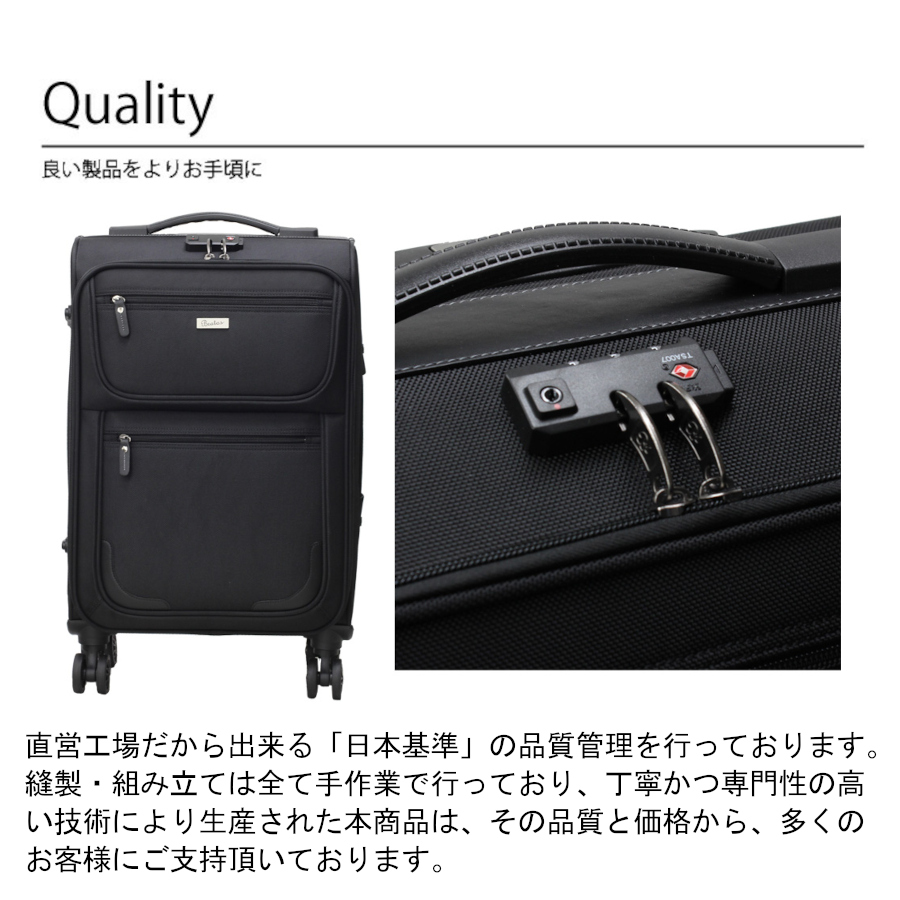 Quality
良い製品をよりお手頃に
TSA007
直営工場だから出来る「日本基準」の品質管理を行っております。
縫製・組み立ては全て手作業で行っており、丁寧かつ専門性の高
い技術により生産された本商品は、その品質と価格から、多くの
お客様にご支持頂いております。